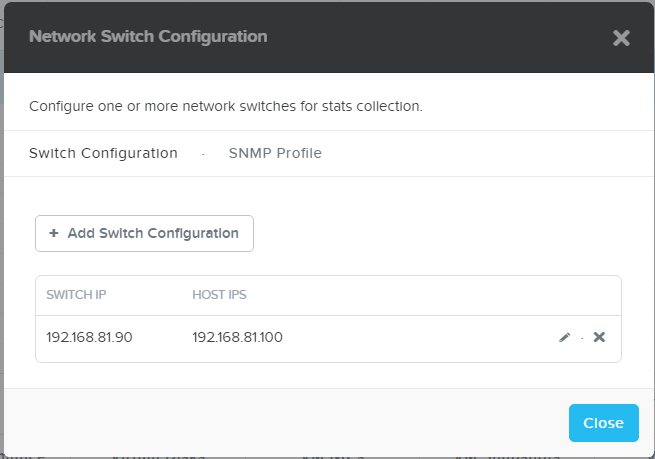 Network Switch Configuration
Configure one or more network switches for stats collection.
Switch Configuration · SNMP Profile
+ Add Switch Configuration
SWITCH IP HOST IPS
192.168.81.90 192.168.81.100
Close